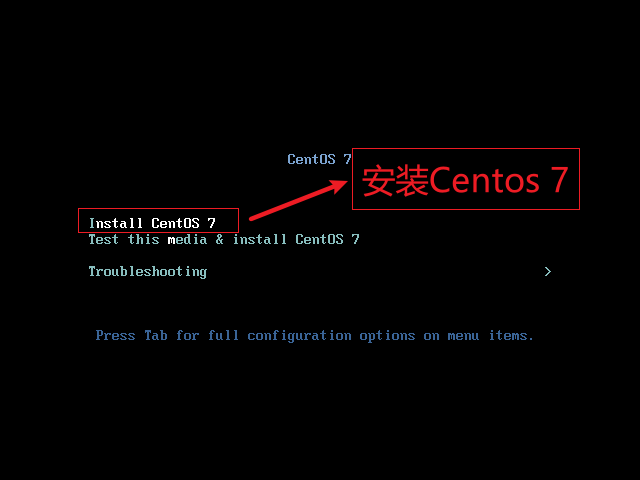 CentOS 7
安装Centos 7
Install CentOS 7
Test this media & install CentOS 7
Troubleshooting >
Press Tab for full configuration options on menu items.